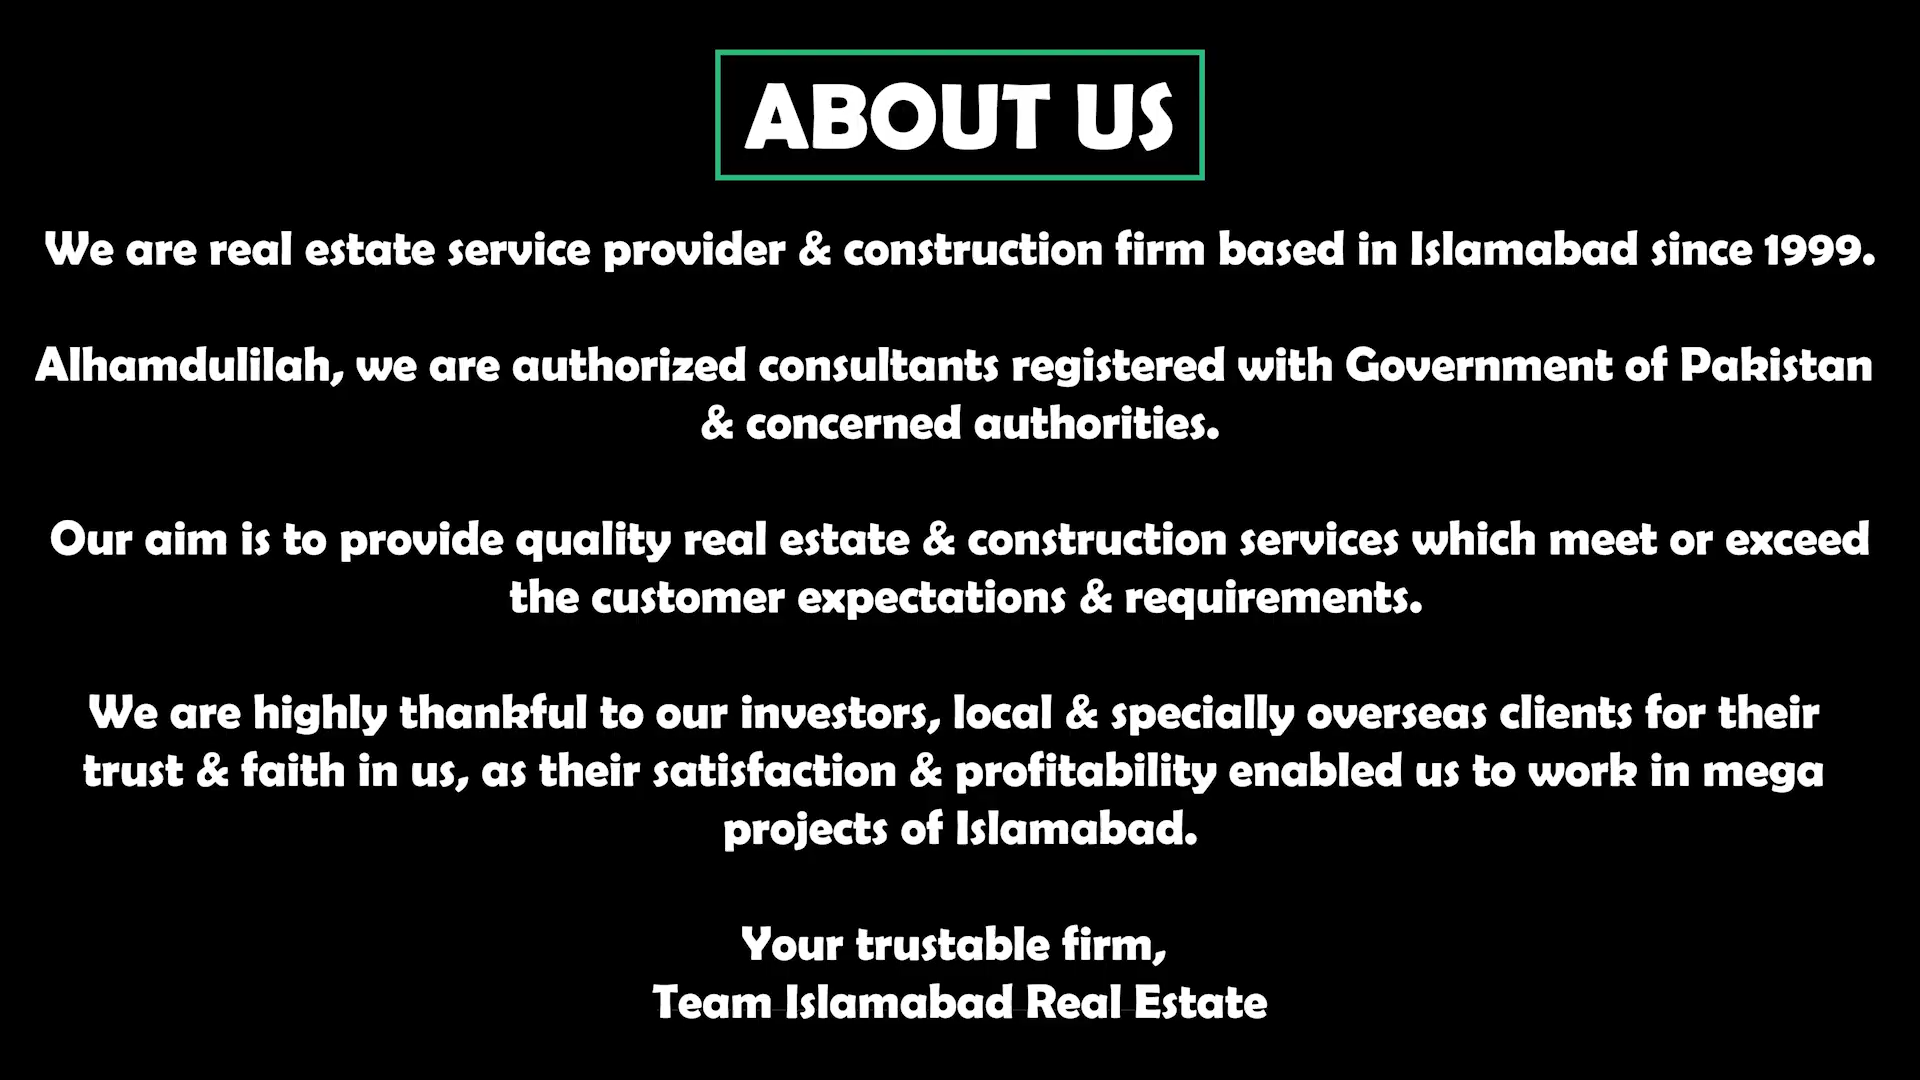 ABOUT US
We are real estate service provider & construction firm based in Islamabad since 1999.
Alhamdulilah, we are authorized consultants registered with Government of Pakistan
& concerned authorities.
Our aim is to provide quality real estate & construction services which meet or exceed
the customer expectations & requirements.
We are highly thankful to our investors, local & specially overseas clients for their
trust & faith in us, as their satisfaction & profitability enabled us to work in mega
projects of Islamabad.
Your trustable firm,
Team Islamabad Real Estate